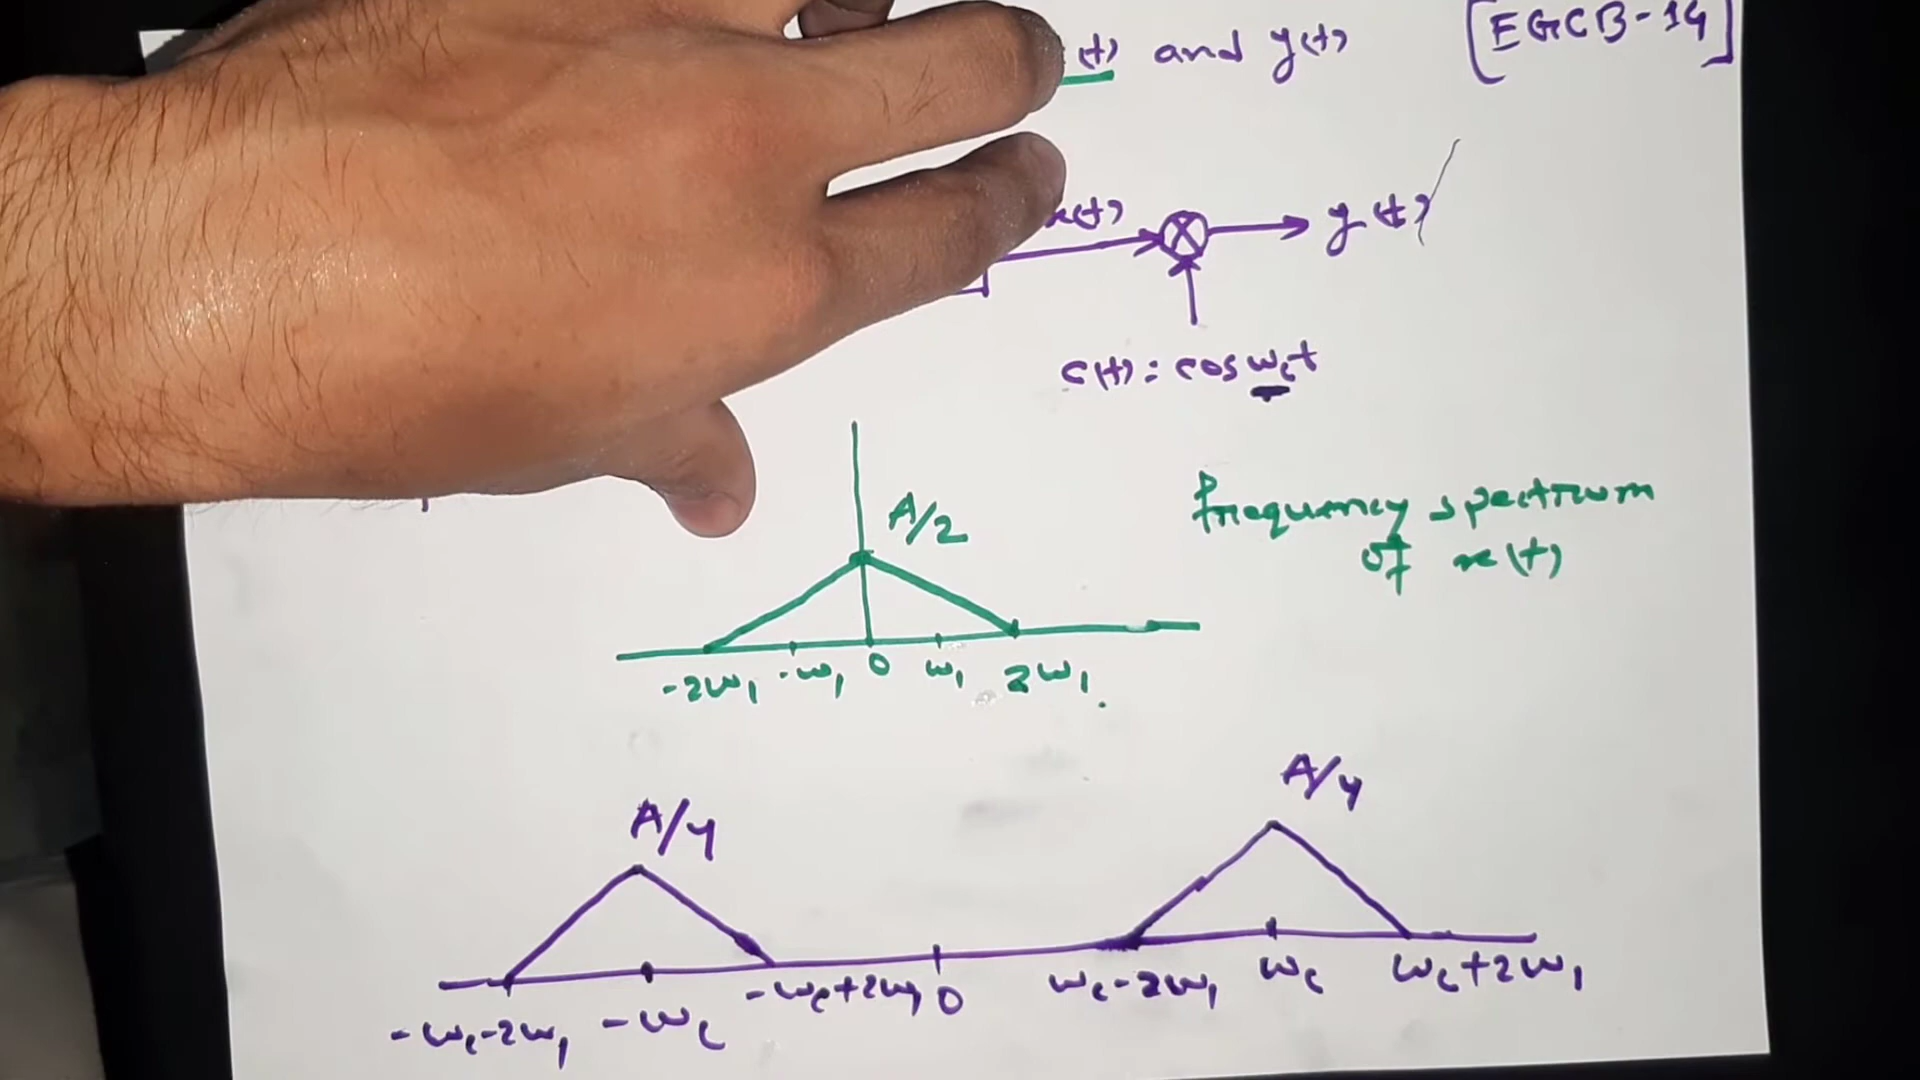 (t) and y(t) [EGCB-14]
x(t) y(t)
c(t) = cos ωct
A/2
frequency spectrum
of x(t)
-2ω1 -ω1 0 ω1 2ω1
A/4 A/4
-ωc-2ω1 -ωc -ωc+2ω1 0 ωc-2ω1 ωc ωc+2ω1